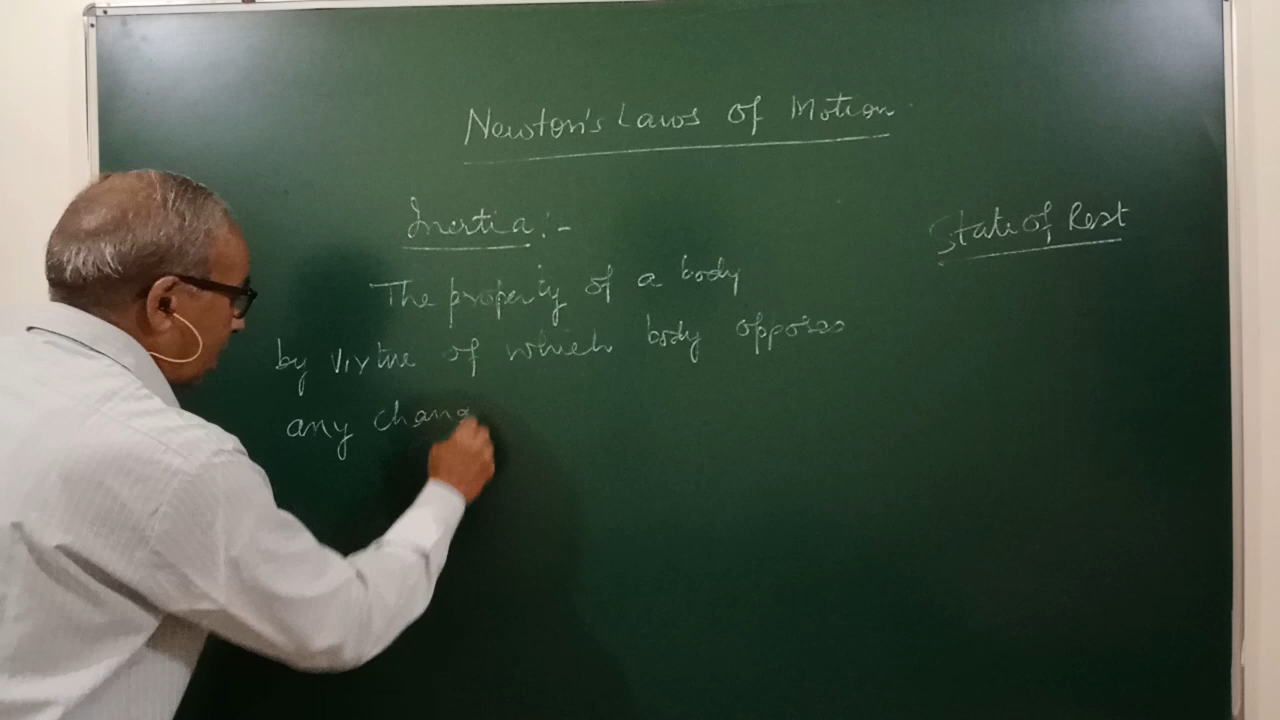 Newton's Laws of Motion
Inertia :-
State of Rest
The property of a body
by virtue of which body opposes
any chang